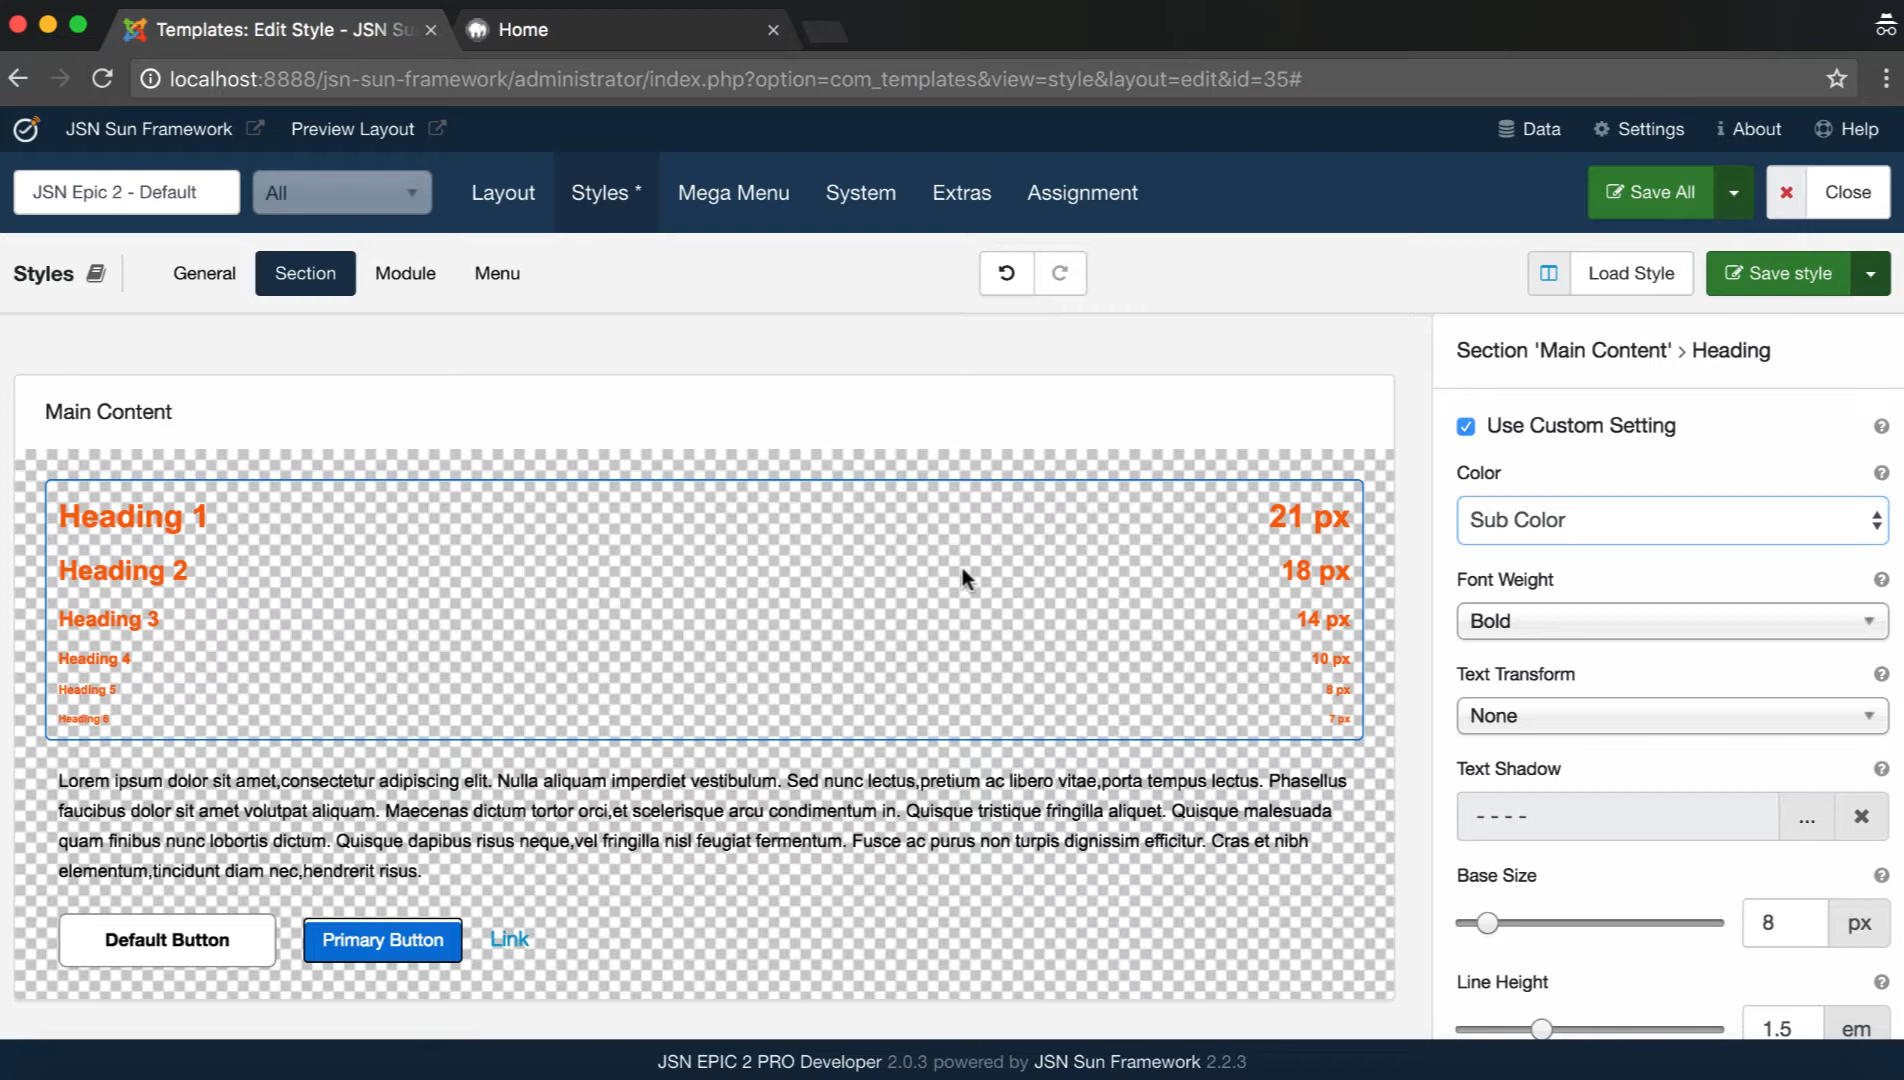 Templates: Edit Style - JSN Su
Home
localhost:8888/jsn-sun-framework/administrator/index.php?option=com_templates&view=style&layout=edit&id=35#
JSN Sun Framework Preview Layout Data Settings About Help
JSN Epic 2 - Default All Layout Styles * Mega Menu System Extras Assignment Save All Close
Styles General Section Module Menu Load Style Save style
Section 'Main Content' > Heading
Main Content
Use Custom Setting
Color
Sub Color
Font Weight
Bold
Text Transform
None
Text Shadow
- - - - ...
Base Size
8 px
Line Height
1.5 em
Heading 1 21 px
Heading 2 18 px
Heading 3 14 px
Heading 4 10 px
Heading 5 8 px
Heading 6 7 px
Lorem ipsum dolor sit amet,consectetur adipiscing elit. Nulla aliquam imperdiet vestibulum. Sed nunc lectus,pretium ac libero vitae,porta tempus lectus. Phasellus
faucibus dolor sit amet volutpat aliquam. Maecenas dictum tortor orci,et scelerisque arcu condimentum in. Quisque tristique fringilla aliquet. Quisque malesuada
quam finibus nunc lobortis dictum. Quisque dapibus risus neque,vel fringilla nisl feugiat fermentum. Fusce ac purus non turpis dignissim efficitur. Cras et nibh
elementum,tincidunt diam nec,hendrerit risus.
Default Button Primary Button Link
JSN EPIC 2 PRO Developer 2.0.3 powered by JSN Sun Framework 2.2.3